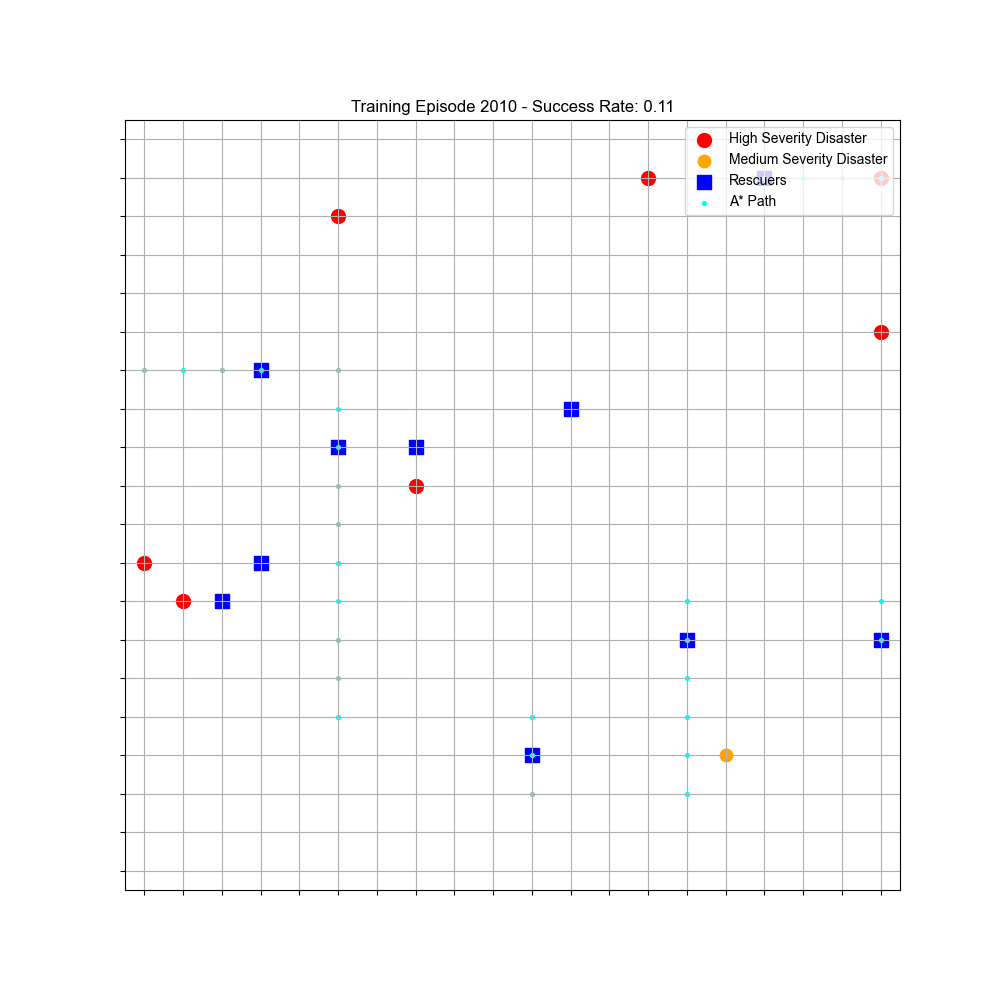 Training Episode 2010 - Success Rate: 0.11
High Severity Disaster
Medium Severity Disaster
Rescuers
A* Path